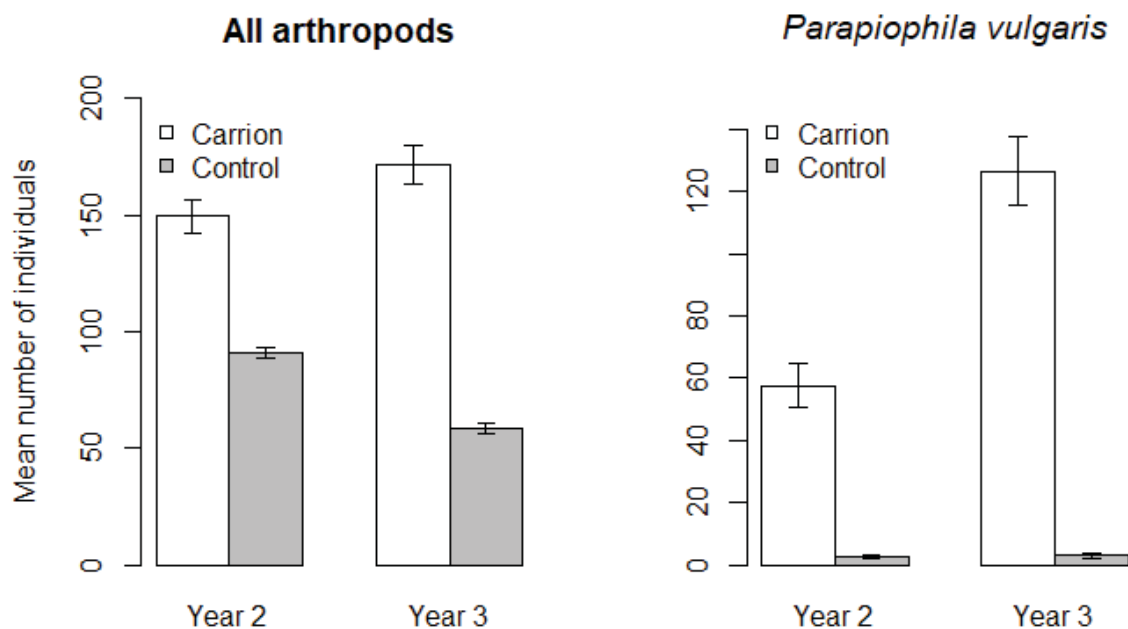 All arthropods
Parapiophila vulgaris
Mean number of individuals
200
150
100
50
0
Carrion
Control
Year 2
Year 3
120
80
60
40
20
0
Carrion
Control
Year 2
Year 3